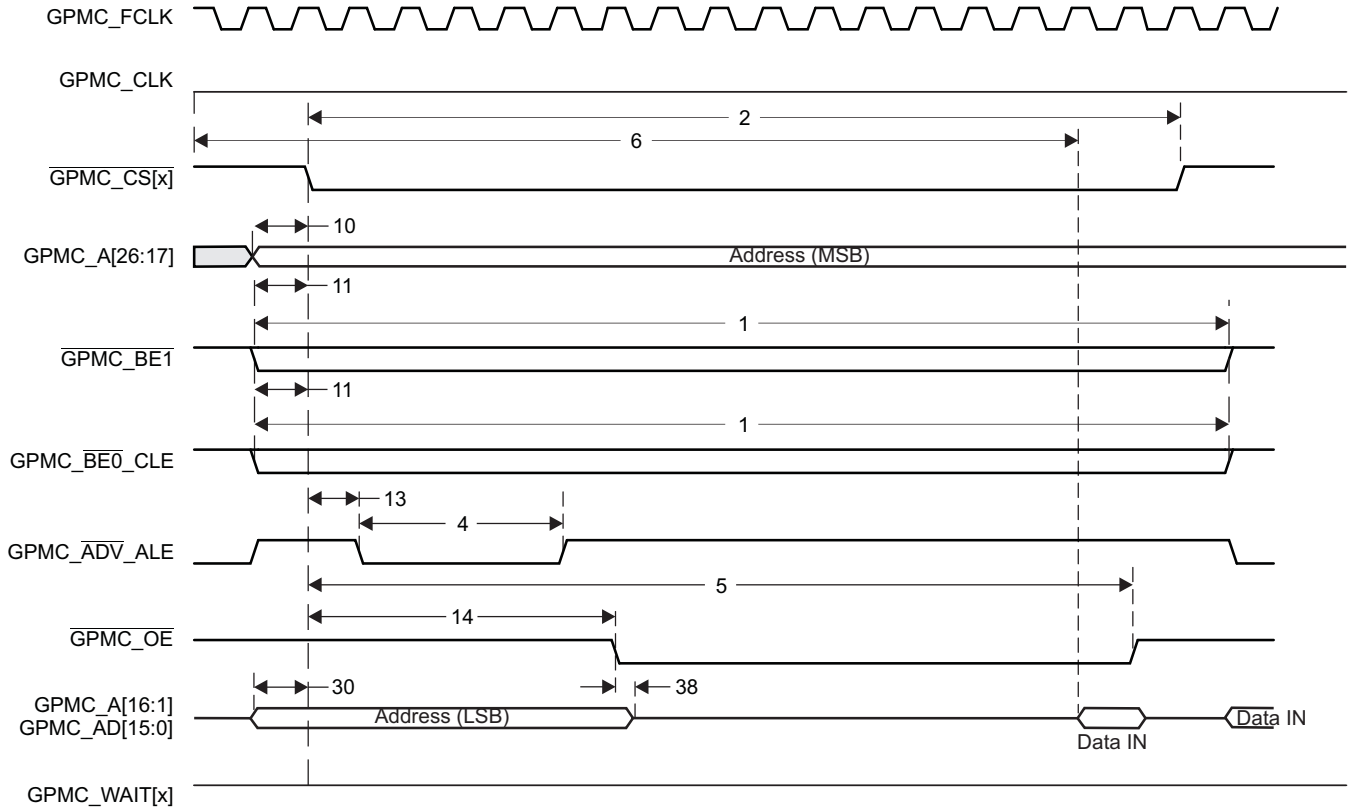 GPMC_FCLK
GPMC_CLK
2
6
GPMC_CS[x]
10
GPMC_A[26:17]
Address (MSB)
11
1
GPMC_BE1
11
1
GPMC_BE0_CLE
13
4
GPMC_ADV_ALE
5
14
GPMC_OE
30
38
GPMC_A[16:1]
GPMC_AD[15:0]
Address (LSB)
Data IN
Data IN
GPMC_WAIT[x]